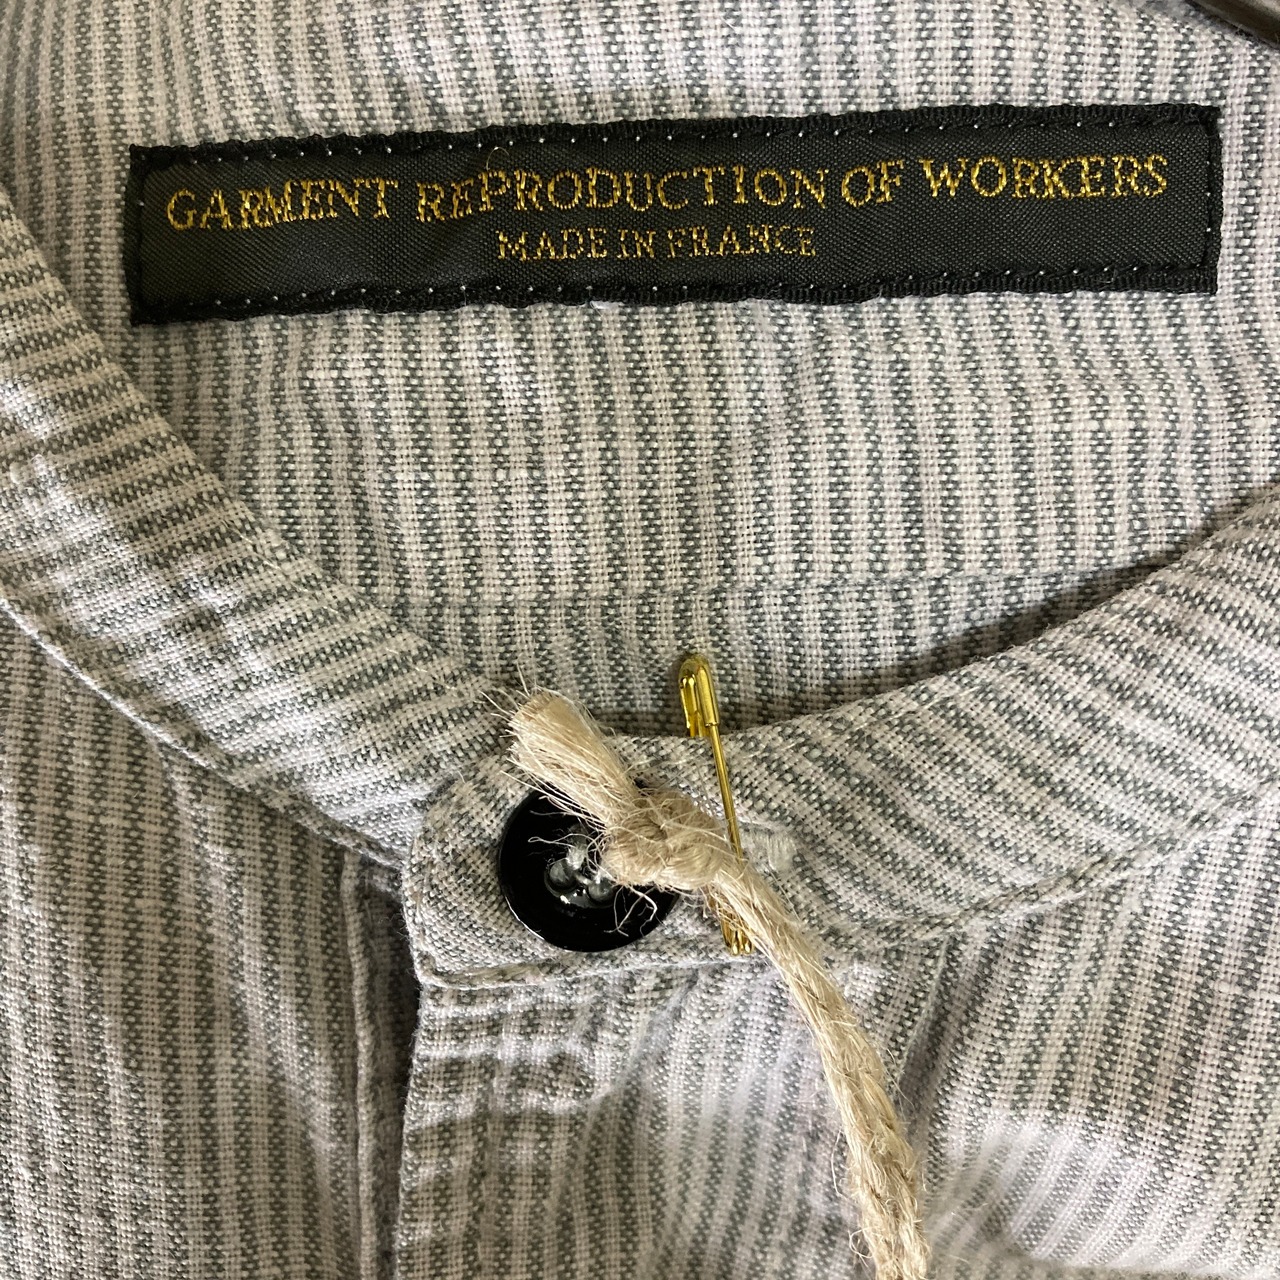 GARMENT REPRODUCTION OF WORKERS
MADE IN FRANCE